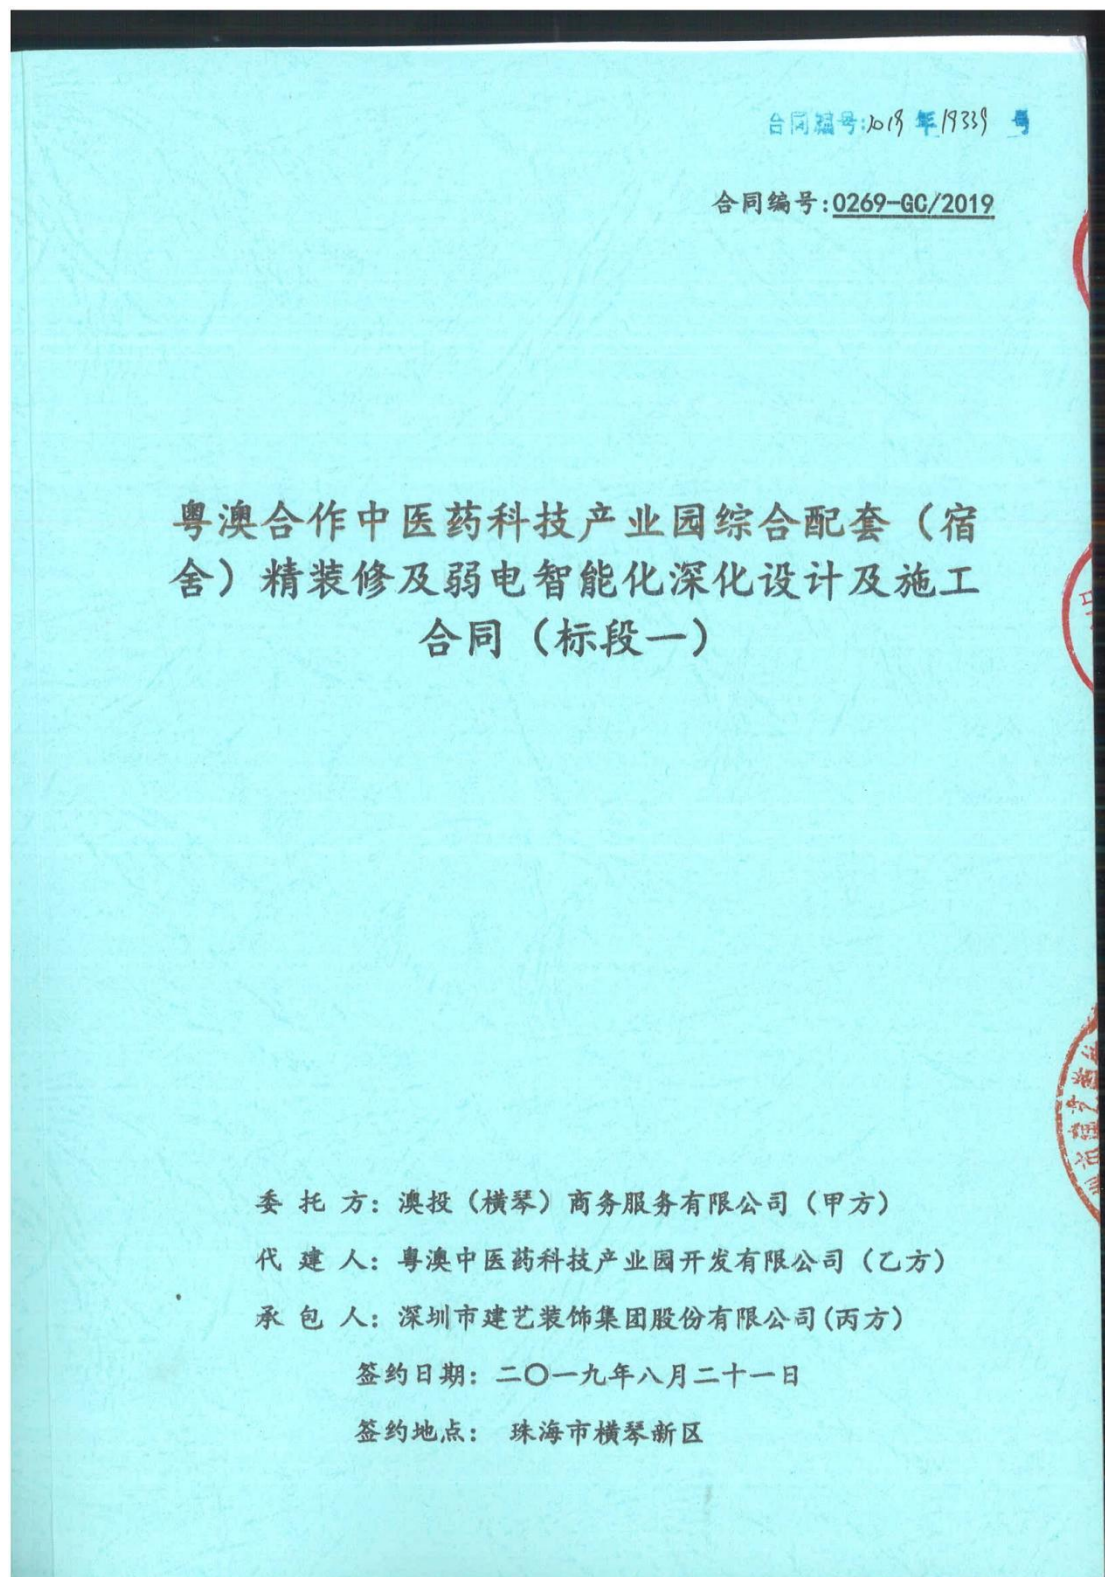 合同编号:2019年19339号
合同编号:0269-GC/2019
粤澳合作中医药科技产业园综合配套（宿
舍）精装修及弱电智能化深化设计及施工
合同（标段一）
委 托 方：澳投（横琴）商务服务有限公司（甲方）
代 建 人：粤澳中医药科技产业园开发有限公司（乙方）
承 包 人：深圳市建艺装饰集团股份有限公司(丙方）
签约日期：二〇一九年八月二十一日
签约地点： 珠海市横琴新区